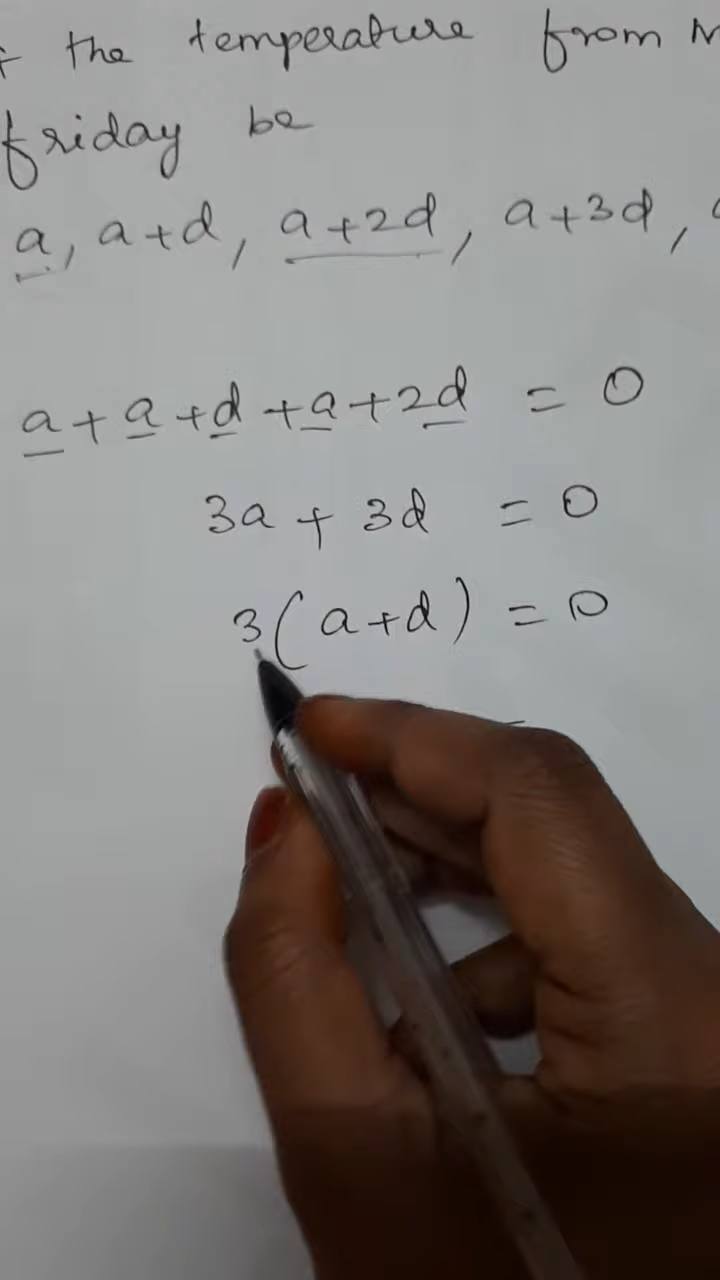 the temperature from
friday be
a, a+d, a+2d, a+3d,
a + a + d + a + 2d = 0
3a + 3d = 0
3(a+d) = 0